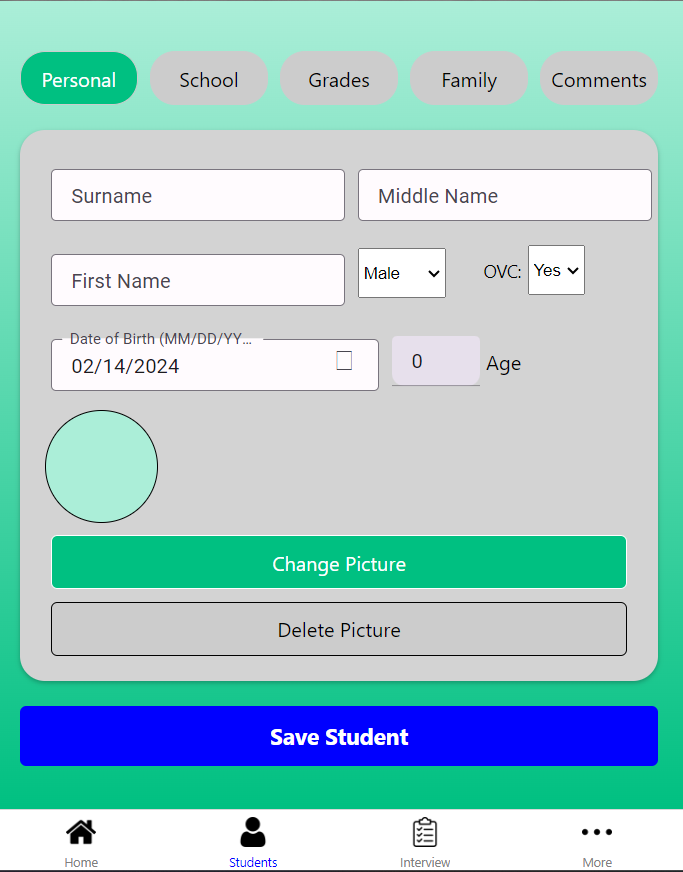 Personal School Grades Family Comments
Surname Middle Name
First Name Male OVC: Yes
Date of Birth (MM/DD/YY...
02/14/2024 0 Age
Change Picture
Delete Picture
Save Student
Home Students Interview More